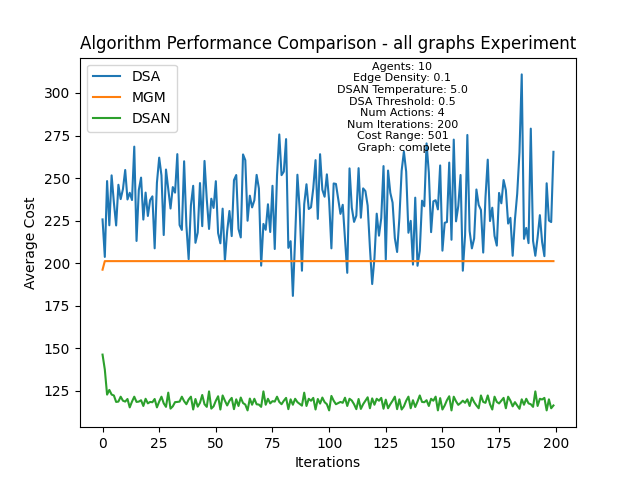 Algorithm Performance Comparison - all graphs Experiment
DSA
MGM
DSAN
Agents: 10
Edge Density: 0.1
DSAN Temperature: 5.0
DSA Threshold: 0.5
Num Actions: 4
Num Iterations: 200
Cost Range: 501
Graph: complete
Average Cost
300
275
250
225
200
175
150
125
0
25
50
75
100
125
150
175
200
Iterations